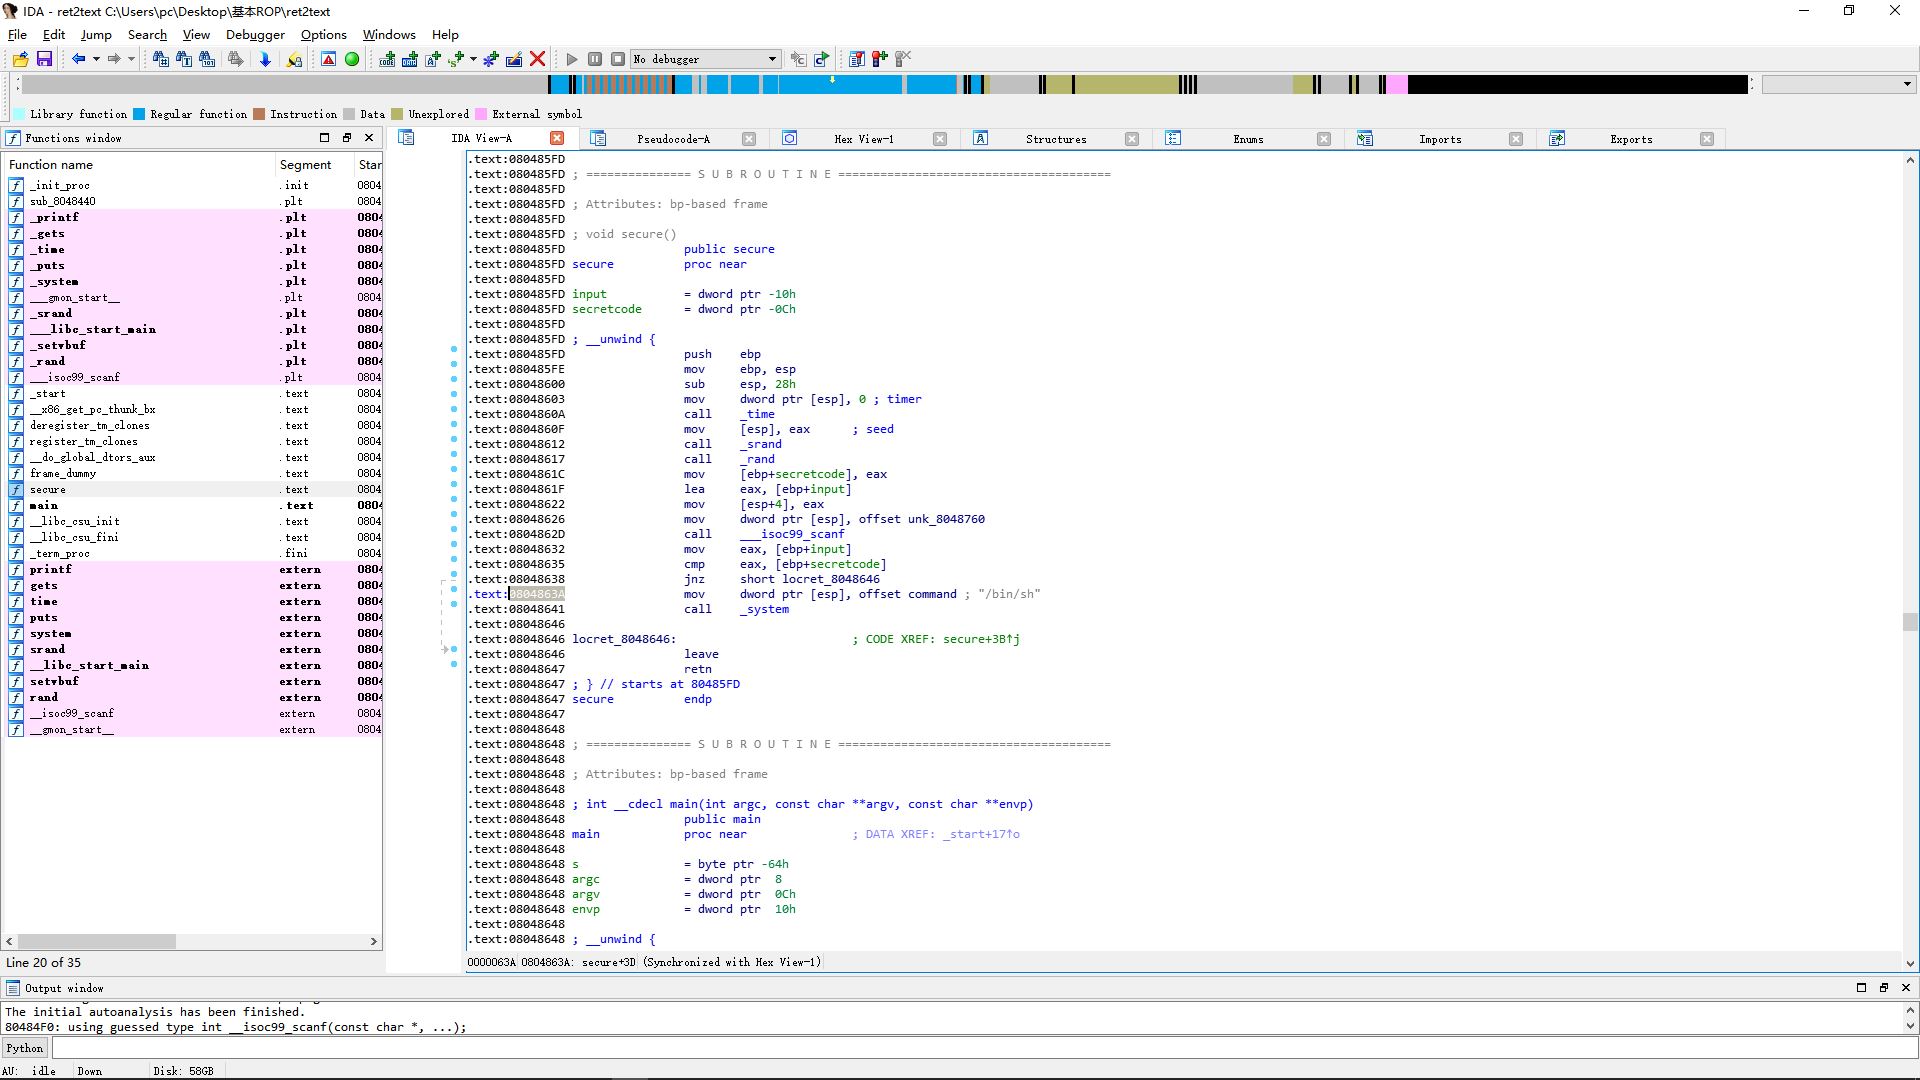 IDA - ret2text C:\Users\pc\Desktop\基本ROP\ret2text
File Edit Jump Search View Debugger Options Windows Help
No debugger
Library function Regular function Instruction Data Unexplored External symbol
Functions window
Function name Segment Star
_init_proc .init 0804
sub_8048440 .plt 0804
_printf .plt 0804
_gets .plt 0804
_time .plt 0804
_puts .plt 0804
_system .plt 0804
___gmon_start__ .plt 0804
_srand .plt 0804
___libc_start_main .plt 0804
_setvbuf .plt 0804
_rand .plt 0804
___isoc99_scanf .plt 0804
_start .text 0804
__x86_get_pc_thunk_bx .text 0804
deregister_tm_clones .text 0804
register_tm_clones .text 0804
__do_global_dtors_aux .text 0804
frame_dummy .text 0804
secure .text 0804
main .text 0804
__libc_csu_init .text 0804
__libc_csu_fini .text 0804
_term_proc .fini 0804
printf extern 0804
gets extern 0804
time extern 0804
puts extern 0804
system extern 0804
srand extern 0804
__libc_start_main extern 0804
setvbuf extern 0804
rand extern 0804
__isoc99_scanf extern 0804
__gmon_start__ extern 0804
Line 20 of 35
IDA View-A Pseudocode-A Hex View-1 Structures Enums Imports Exports
.text:080485FD
.text:080485FD ; =============== S U B R O U T I N E =======================================
.text:080485FD
.text:080485FD ; Attributes: bp-based frame
.text:080485FD
.text:080485FD ; void secure()
.text:080485FD public secure
.text:080485FD secure proc near
.text:080485FD
.text:080485FD input = dword ptr -10h
.text:080485FD secretcode = dword ptr -0Ch
.text:080485FD
.text:080485FD ; __unwind {
.text:080485FD push ebp
.text:080485FE mov ebp, esp
.text:08048600 sub esp, 28h
.text:08048603 mov dword ptr [esp], 0 ; timer
.text:0804860A call _time
.text:0804860F mov [esp], eax ; seed
.text:08048612 call _srand
.text:08048617 call _rand
.text:0804861C mov [ebp+secretcode], eax
.text:0804861F lea eax, [ebp+input]
.text:08048622 mov [esp+4], eax
.text:08048626 mov dword ptr [esp], offset unk_8048760
.text:0804862D call ___isoc99_scanf
.text:08048632 mov eax, [ebp+input]
.text:08048635 cmp eax, [ebp+secretcode]
.text:08048638 jnz short locret_8048646
.text:0804863A mov dword ptr [esp], offset command ; "/bin/sh"
.text:08048641 call _system
.text:08048646
.text:08048646 locret_8048646: ; CODE XREF: secure+3B↑j
.text:08048646 leave
.text:08048647 retn
.text:08048647 ; } // starts at 80485FD
.text:08048647 secure endp
.text:08048647
.text:08048648
.text:08048648 ; =============== S U B R O U T I N E =======================================
.text:08048648
.text:08048648 ; Attributes: bp-based frame
.text:08048648
.text:08048648 ; int __cdecl main(int argc, const char **argv, const char **envp)
.text:08048648 public main
.text:08048648 main proc near ; DATA XREF: _start+17↑o
.text:08048648
.text:08048648 s = byte ptr -64h
.text:08048648 argc = dword ptr 8
.text:08048648 argv = dword ptr 0Ch
.text:08048648 envp = dword ptr 10h
.text:08048648
.text:08048648 ; __unwind {
0000063A 0804863A: secure+3D (Synchronized with Hex View-1)
Output window
The initial autoanalysis has been finished.
80484F0: using guessed type int __isoc99_scanf(const char *, ...);
Python
AU: idle Down Disk: 58GB